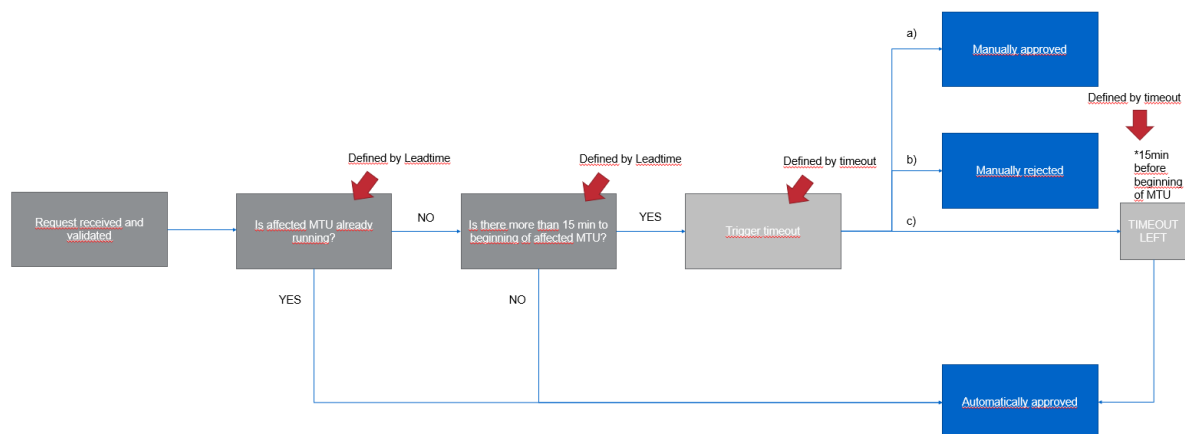 a)
Manually approved
Defined by timeout
Defined by Leadtime
Defined by Leadtime
Defined by timeout
b)
Manually rejected
*15min
before
beginning
of MTU
Request received and
validated
Is affected MTU already
running?
NO
Is there more than 15 min to
beginning of affected MTU?
YES
Trigger timeout
c)
TIMEOUT
LEFT
YES
NO
Automatically approved